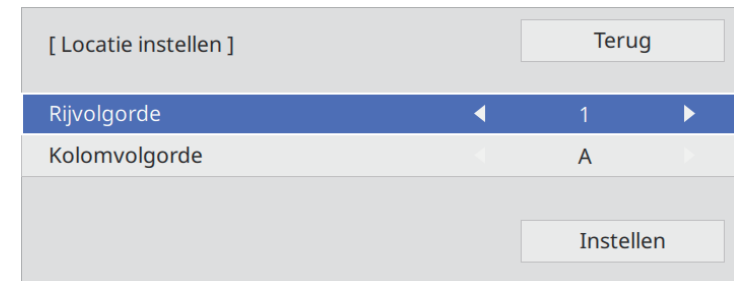 [ Locatie instellen ] Terug
Rijvolgorde 1
Kolomvolgorde A
Instellen